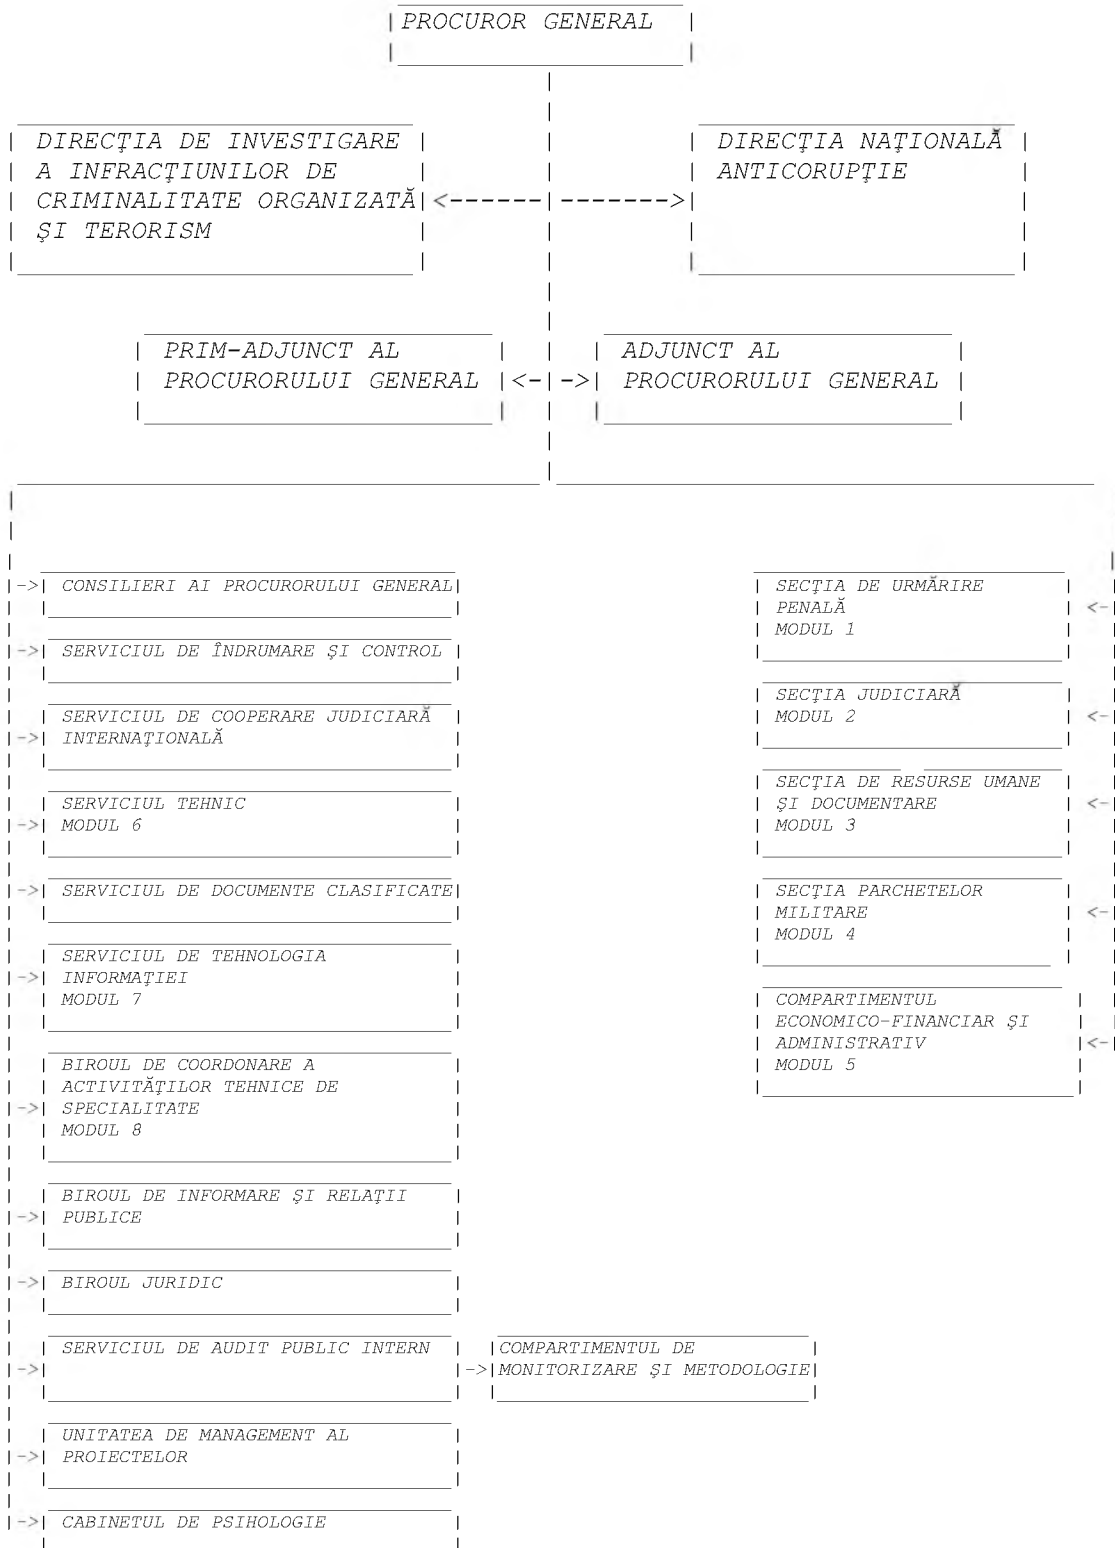 PROCUROR GENERAL
DIRECŢIA DE INVESTIGARE
A INFRACŢIUNILOR DE
CRIMINALITATE ORGANIZATĂ
ŞI TERORISM
DIRECŢIA NAŢIONALĂ
ANTICORUPŢIE
PRIM-ADJUNCT AL
PROCURORULUI GENERAL
ADJUNCT AL
PROCURORULUI GENERAL
CONSILIERI AI PROCURORULUI GENERAL
SERVICIUL DE ÎNDRUMARE ŞI CONTROL
SERVICIUL DE COOPERARE JUDICIARĂ
INTERNAŢIONALĂ
SERVICIUL TEHNIC
MODUL 6
SERVICIUL DE DOCUMENTE CLASIFICATE
SERVICIUL DE TEHNOLOGIA
INFORMAŢIEI
MODUL 7
BIROUL DE COORDONARE A
ACTIVITĂŢILOR TEHNICE DE
SPECIALITATE
MODUL 8
BIROUL DE INFORMARE ŞI RELAŢII
PUBLICE
BIROUL JURIDIC
SERVICIUL DE AUDIT PUBLIC INTERN
COMPARTIMENTUL DE
MONITORIZARE ŞI METODOLOGIE
UNITATEA DE MANAGEMENT AL
PROIECTELOR
CABINETUL DE PSIHOLOGIE
SECŢIA DE URMĂRIRE
PENALĂ
MODUL 1
SECŢIA JUDICIARĂ
MODUL 2
SECŢIA DE RESURSE UMANE
ŞI DOCUMENTARE
MODUL 3
SECŢIA PARCHETELOR
MILITARE
MODUL 4
COMPARTIMENTUL
ECONOMICO-FINANCIAR ŞI
ADMINISTRATIV
MODUL 5